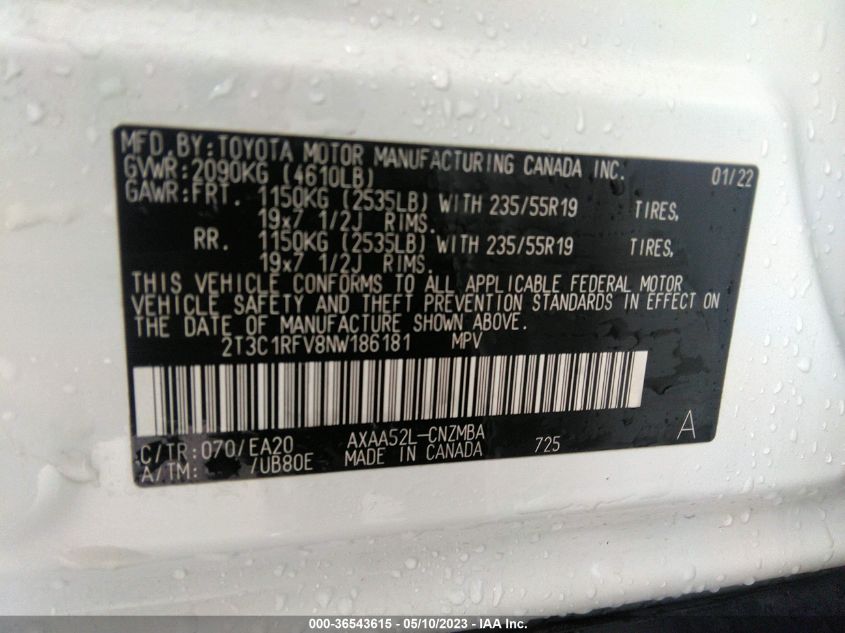 MFD.BY:TOYOTA MOTOR MANUFACTURING CANADA INC. 01/22
GVWR:2090KG (4610LB)
GAWR:FRT. 1150KG (2535LB) WITH 235/55R19 TIRES,
19x7 1/2J RIMS.
RR. 1150KG (2535LB) WITH 235/55R19 TIRES,
19x7 1/2J RIMS.
THIS VEHICLE CONFORMS TO ALL APPLICABLE FEDERAL MOTOR
VEHICLE SAFETY AND THEFT PREVENTION STANDARDS IN EFFECT ON
THE DATE OF MANUFACTURE SHOWN ABOVE.
2T3C1RFV8NW186181 MPV
C/TR:070/EA20 AXAA52L-CNZMBA 725 A
A/TM: /UB80E MADE IN CANADA
000-36543615 - 05/10/2023 - © IAA Inc.